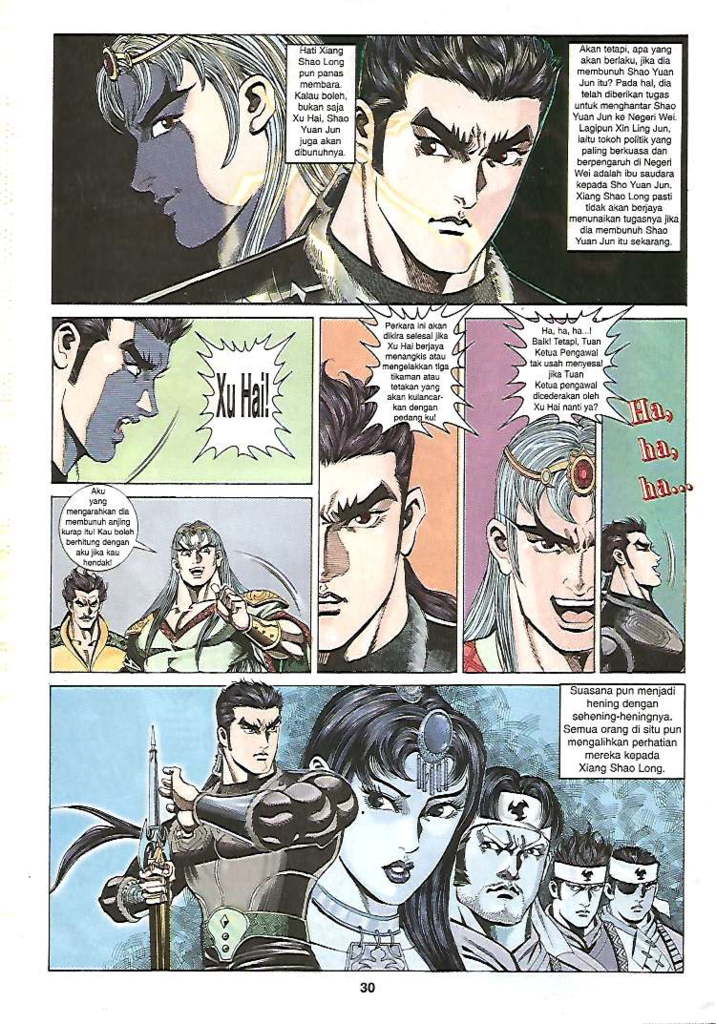 Hati Xiang
Shao Long
pun panas
membara.
Kalau boleh,
bukan saja
Xu Hai, Shao
Yuan Jun
juga akan
dibunuhnya.
Akan tetapi, apa yang
akan berlaku, jika dia
membunuh Shao Yuan
Jun itu? Pada hal, dia
telah diberikan tugas
untuk menghantar Shao
Yuan Jun ke Negeri Wei.
Lagipun Xin Ling Jun,
iaitu tokoh politik yang
paling berkuasa dan
berpengaruh di Negeri
Wei adalah ibu saudara
kepada Sho Yuan Jun.
Xiang Shao Long pasti
tidak akan berjaya
menunaikan tugasnya jika
dia membunuh Shao
Yuan Jun itu sekarang.
Xu Hai!
Aku
yang
mengarahkan dia
membunuh anjing
kurap itu! Kau boleh
berhitung dengan
aku jika kau
hendak!
Perkara ini akan
dikira selesai jika
Xu Hai berjaya
menangkis atau
mengelakkan tiga
tikaman atau
tetakan yang
akan kulancar-
kan dengan
pedang ku!
Ha, ha, ha...!
Baik! Tetapi, Tuan
Ketua Pengawal
tak usah menyesal
jika Tuan
Ketua pengawal
dicederakan oleh
Xu Hai nanti ya?
Ha,
ha,
ha...
Suasana pun menjadi
hening dengan
sehening-heningnya.
Semua orang di situ pun
mengalihkan perhatian
mereka kepada
Xiang Shao Long.
30